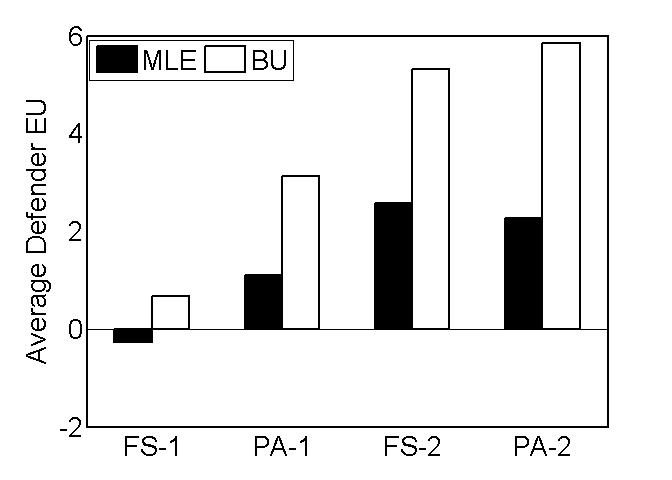 6
MLE BU
4
2
0
-2
Average Defender EU
FS-1 PA-1 FS-2 PA-2